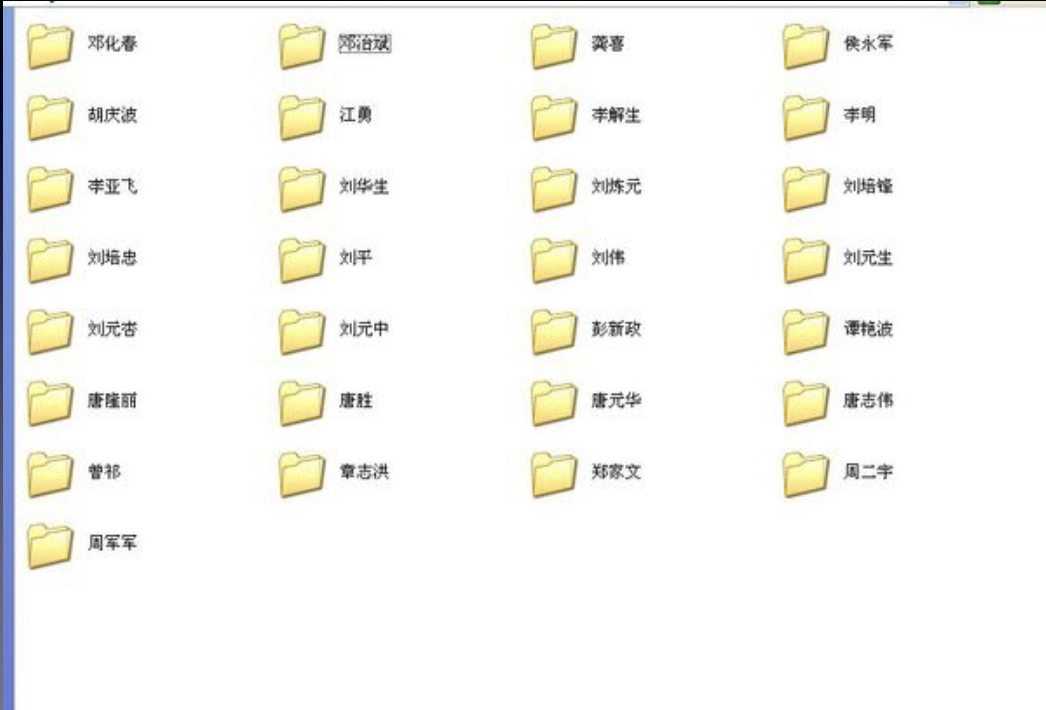 邓化春 邓治斌 龚喜 侯永军
胡庆波 江勇 李解生 李明
李亚飞 刘华生 刘炼元 刘培锋
刘培忠 刘平 刘伟 刘元生
刘元杏 刘元中 彭新政 谭艳波
唐隆丽 唐胜 唐元华 唐志伟
曾祁 章志洪 郑家文 周二宇
周军军